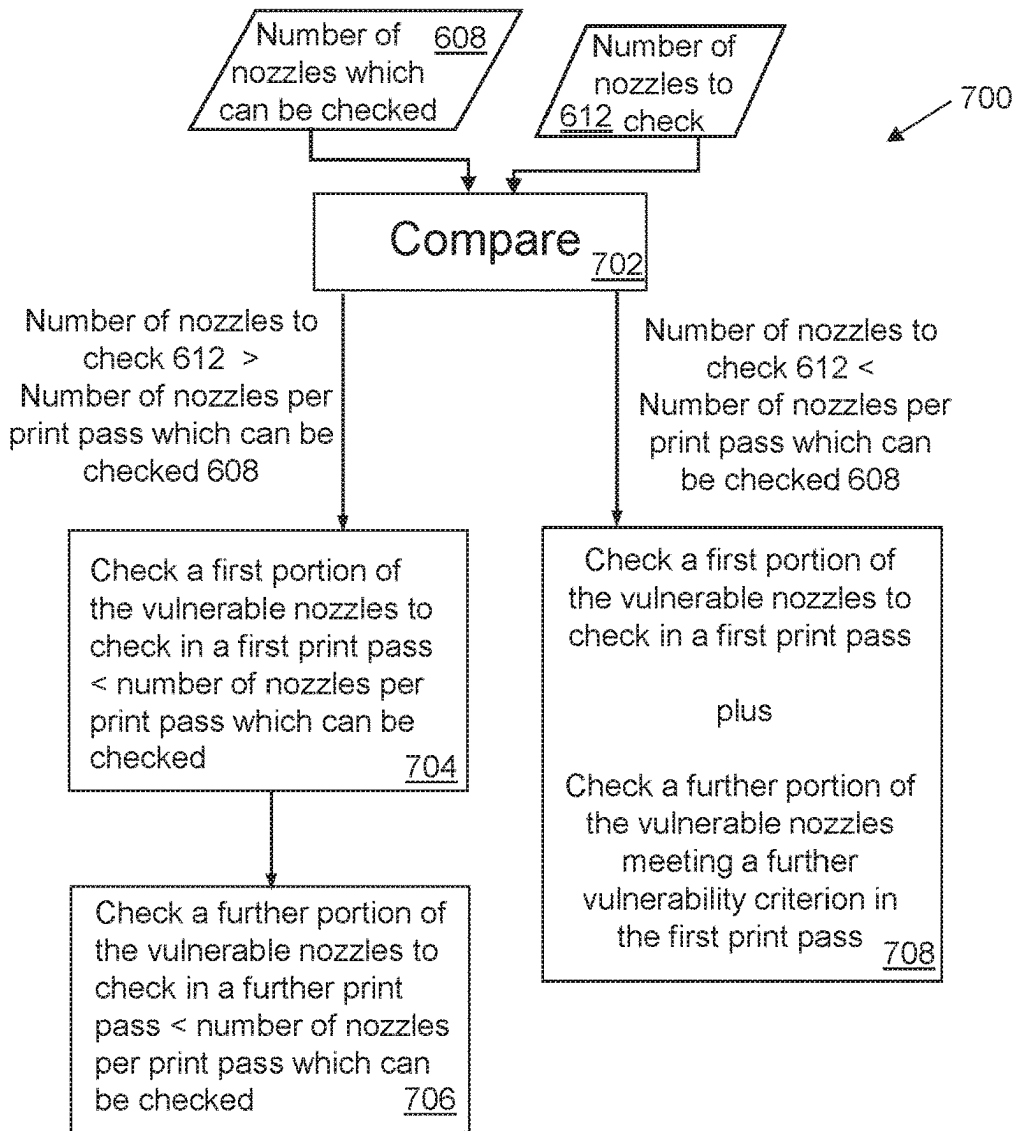 Number of 608
nozzles which
can be checked
Number of
nozzles to
612 check
700
Compare
702
Number of nozzles to
check 612 >
Number of nozzles per
print pass which can be
checked 608
Number of nozzles to
check 612 <
Number of nozzles per
print pass which can
be checked 608
Check a first portion of
the vulnerable nozzles to
check in a first print pass
< number of nozzles per
print pass which can be
checked 704
Check a first portion of
the vulnerable nozzles to
check in a first print pass
plus
Check a further portion of
the vulnerable nozzles
meeting a further
vulnerability criterion in
the first print pass 708
Check a further portion of
the vulnerable nozzles to
check in a further print
pass < number of nozzles
per print pass which can
be checked 706